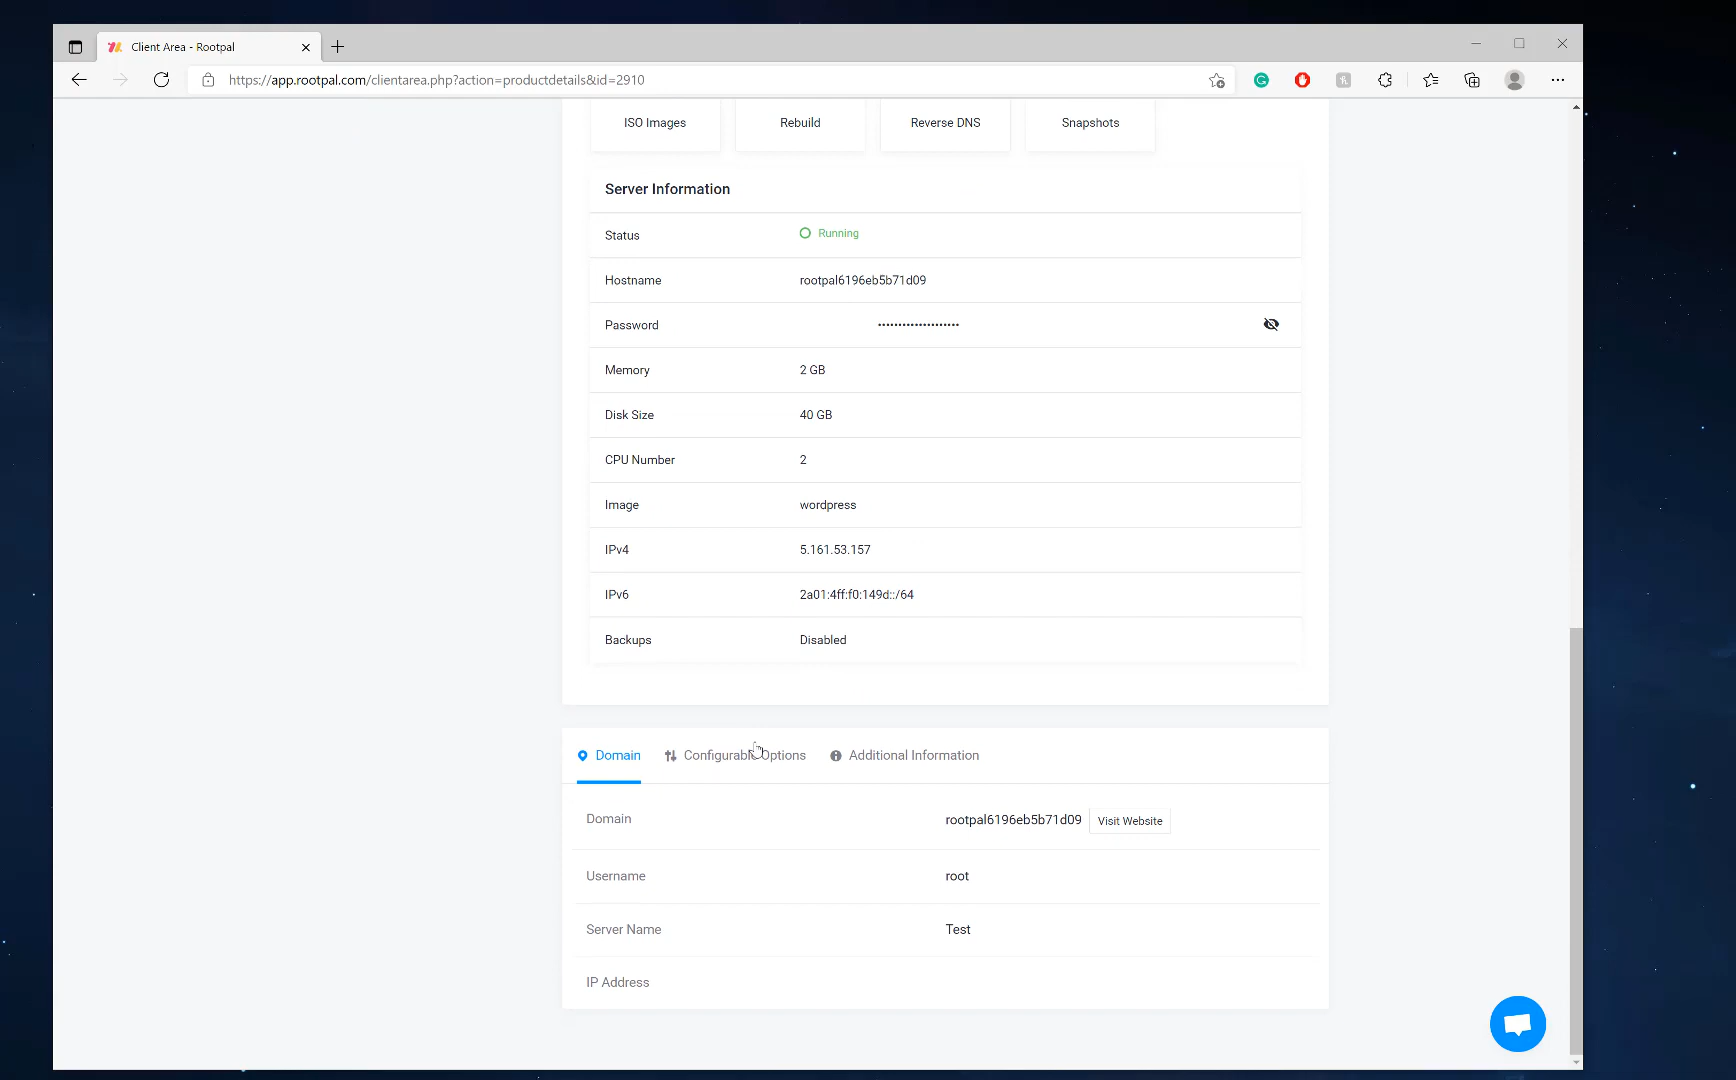 Client Area - Rootpal
https://app.rootpal.com/clientarea.php?action=productdetails&id=2910
ISO Images
Rebuild
Reverse DNS
Snapshots
Server Information
Status
Running
Hostname
rootpal6196eb5b71d09
Password
Memory
2 GB
Disk Size
40 GB
CPU Number
2
Image
wordpress
IPv4
5.161.53.157
IPv6
2a01:4ff:f0:149d::/64
Backups
Disabled
Domain
Configurable Options
Additional Information
Domain
rootpal6196eb5b71d09
Visit Website
Username
root
Server Name
Test
IP Address